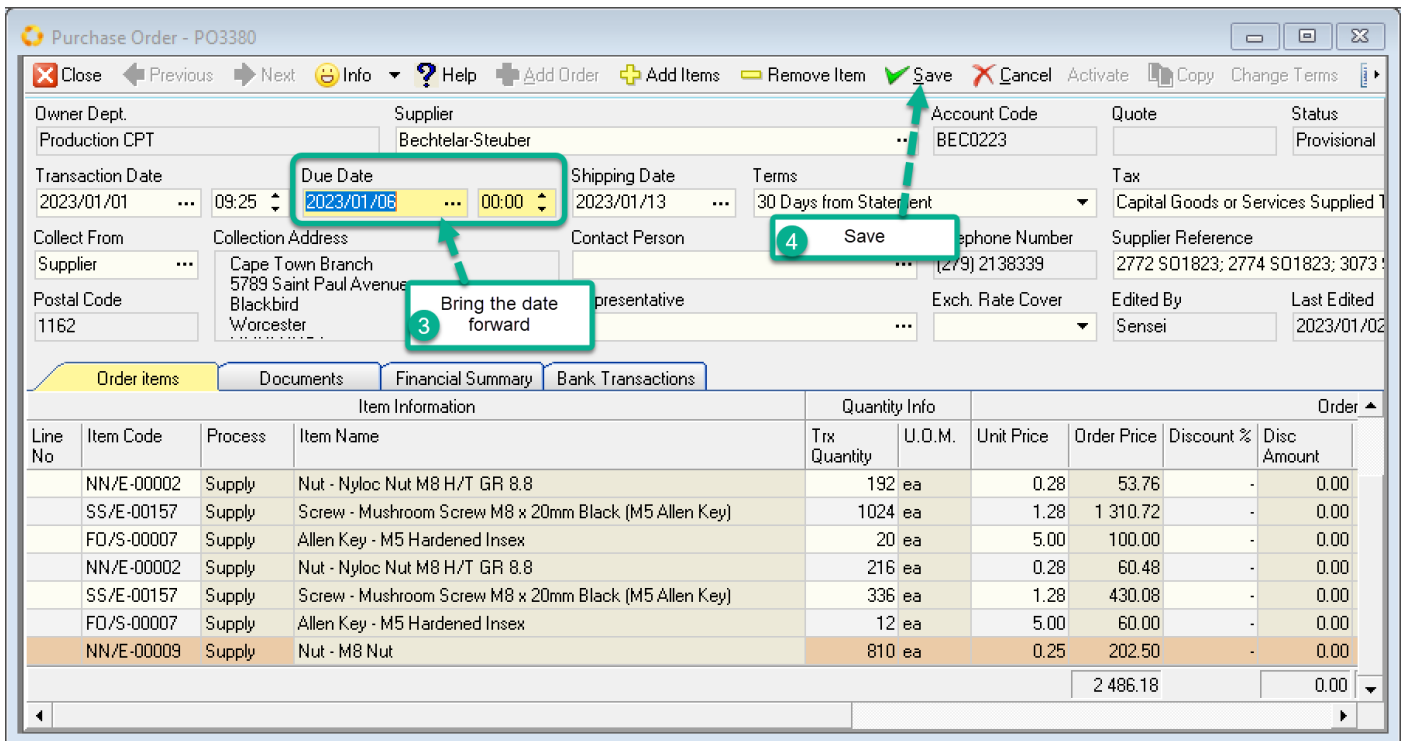 Purchase Order - PO3380
Close Previous Next Info ? Help Add Order Add Items Remove Item Save Cancel Activate Copy Change Terms
Owner Dept. Supplier Account Code Quote Status
Production CPT Bechtelar-Steuber ... BEC0223 Provisional
Transaction Date Due Date Shipping Date Terms Tax
2023/01/01 ... 09:25 2023/01/06 ... 00:00 2023/01/13 ... 30 Days from Statement Capital Goods or Services Supplied
4 Save
Collect From Collection Address Contact Person Supplier Reference
ephone Number
Supplier ... Cape Town Branch ... (279) 2138339 2772 SO1823; 2774 SO1823; 3073
5789 Saint Paul Avenue
Postal Code Blackbird presentative Exch. Rate Cover Edited By Last Edited
1162 Worcester ... Sensei 2023/01/02
3 Bring the date
forward
Order items Documents Financial Summary Bank Transactions
Item Information Quantity Info Order
Line Item Code Process Item Name Trx U.O.M. Unit Price Order Price Discount % Disc
No Quantity Amount
NN/E-00002 Supply Nut - Nyloc Nut M8 H/T GR 8.8 192 ea 0.28 53.76 - 0.00
SS/E-00157 Supply Screw - Mushroom Screw M8 x 20mm Black (M5 Allen Key) 1024 ea 1.28 1 310.72 - 0.00
FO/S-00007 Supply Allen Key - M5 Hardened Insex 20 ea 5.00 100.00 - 0.00
NN/E-00002 Supply Nut - Nyloc Nut M8 H/T GR 8.8 216 ea 0.28 60.48 - 0.00
SS/E-00157 Supply Screw - Mushroom Screw M8 x 20mm Black (M5 Allen Key) 336 ea 1.28 430.08 - 0.00
FO/S-00007 Supply Allen Key - M5 Hardened Insex 12 ea 5.00 60.00 - 0.00
NN/E-00009 Supply Nut - M8 Nut 810 ea 0.25 202.50 - 0.00
2 486.18 0.00